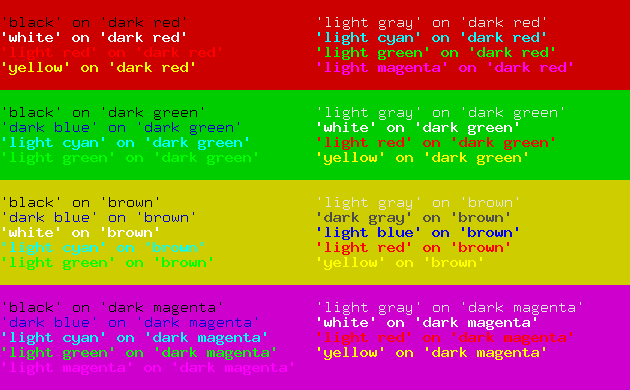 'black' on 'dark red'
'white' on 'dark red'
'light red' on 'dark red'
'yellow' on 'dark red'
'light gray' on 'dark red'
'light cyan' on 'dark red'
'light green' on 'dark red'
'light magenta' on 'dark red'
'black' on 'dark green'
'dark blue' on 'dark green'
'light cyan' on 'dark green'
'light green' on 'dark green'
'light gray' on 'dark green'
'white' on 'dark green'
'light red' on 'dark green'
'yellow' on 'dark green'
'black' on 'brown'
'dark blue' on 'brown'
'white' on 'brown'
'light cyan' on 'brown'
'light green' on 'brown'
'light gray' on 'brown'
'dark gray' on 'brown'
'light blue' on 'brown'
'light red' on 'brown'
'yellow' on 'brown'
'black' on 'dark magenta'
'dark blue' on 'dark magenta'
'light cyan' on 'dark magenta'
'light green' on 'dark magenta'
'light magenta' on 'dark magenta'
'light gray' on 'dark magenta'
'white' on 'dark magenta'
'light red' on 'dark magenta'
'yellow' on 'dark magenta'